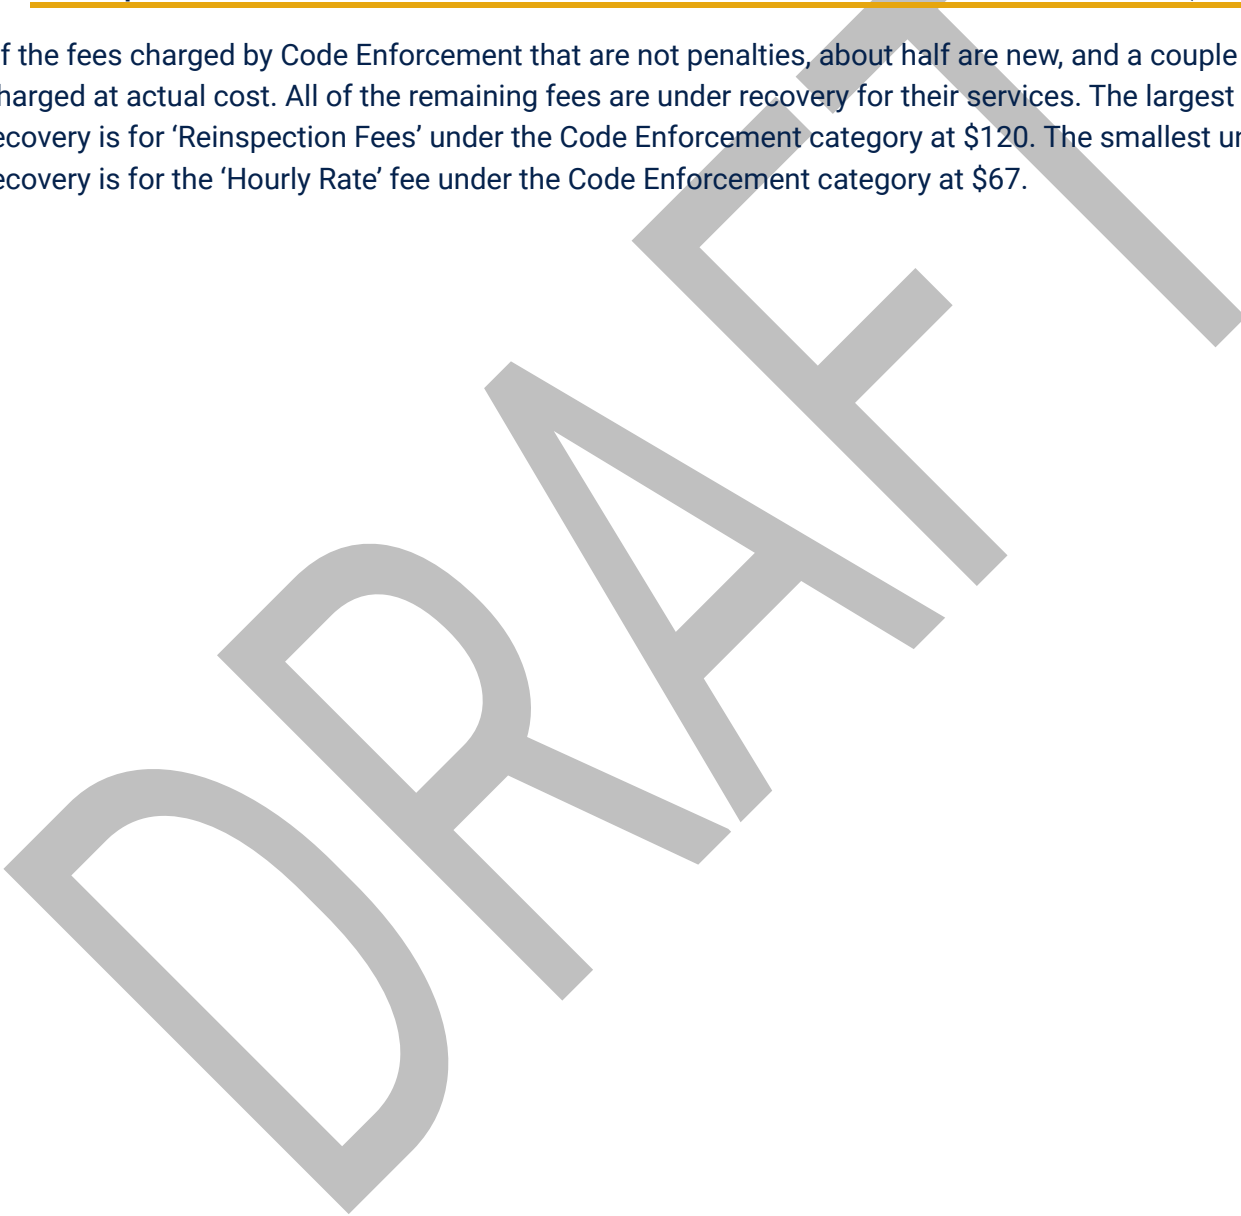 f the fees charged by Code Enforcement that are not penalties, about half are new, and a couple
harged at actual cost. All of the remaining fees are under recovery for their services. The largest
ecovery is for ‘Reinspection Fees’ under the Code Enforcement category at $120. The smallest un
ecovery is for the ‘Hourly Rate’ fee under the Code Enforcement category at $67.
DRAFT